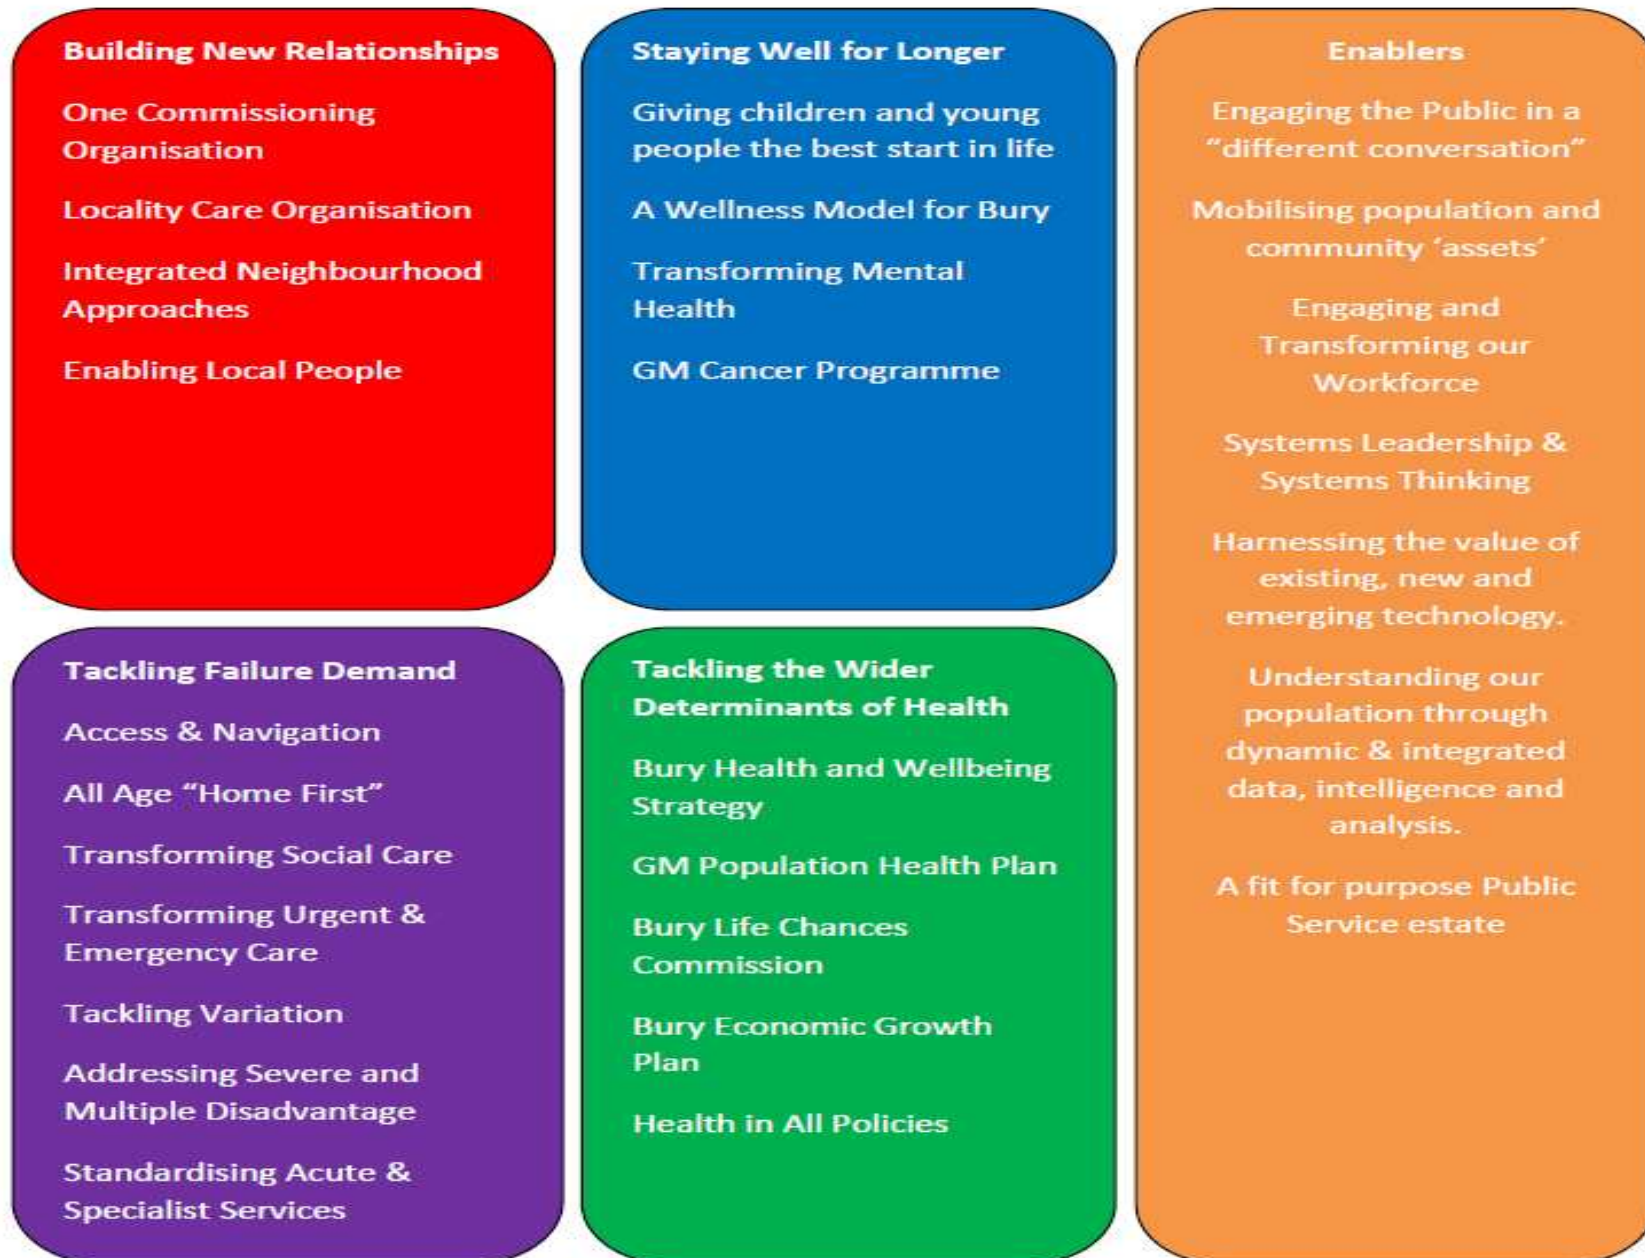 Building New Relationships
One Commissioning
Organisation
Locality Care Organisation
Integrated Neighbourhood
Approaches
Enabling Local People
Staying Well for Longer
Giving children and young
people the best start in life
A Wellness Model for Bury
Transforming Mental
Health
GM Cancer Programme
Tackling Failure Demand
Access & Navigation
All Age “Home First”
Transforming Social Care
Transforming Urgent &
Emergency Care
Tackling Variation
Addressing Severe and
Multiple Disadvantage
Standardising Acute &
Specialist Services
Tackling the Wider
Determinants of Health
Bury Health and Wellbeing
Strategy
GM Population Health Plan
Bury Life Chances
Commission
Bury Economic Growth
Plan
Health in All Policies
Enablers
Engaging the Public in a
“different conversation”
Mobilising population and
community ‘assets’
Engaging and
Transforming our
Workforce
Systems Leadership &
Systems Thinking
Harnessing the value of
existing, new and
emerging technology.
Understanding our
population through
dynamic & integrated
data, intelligence and
analysis.
A fit for purpose Public
Service estate